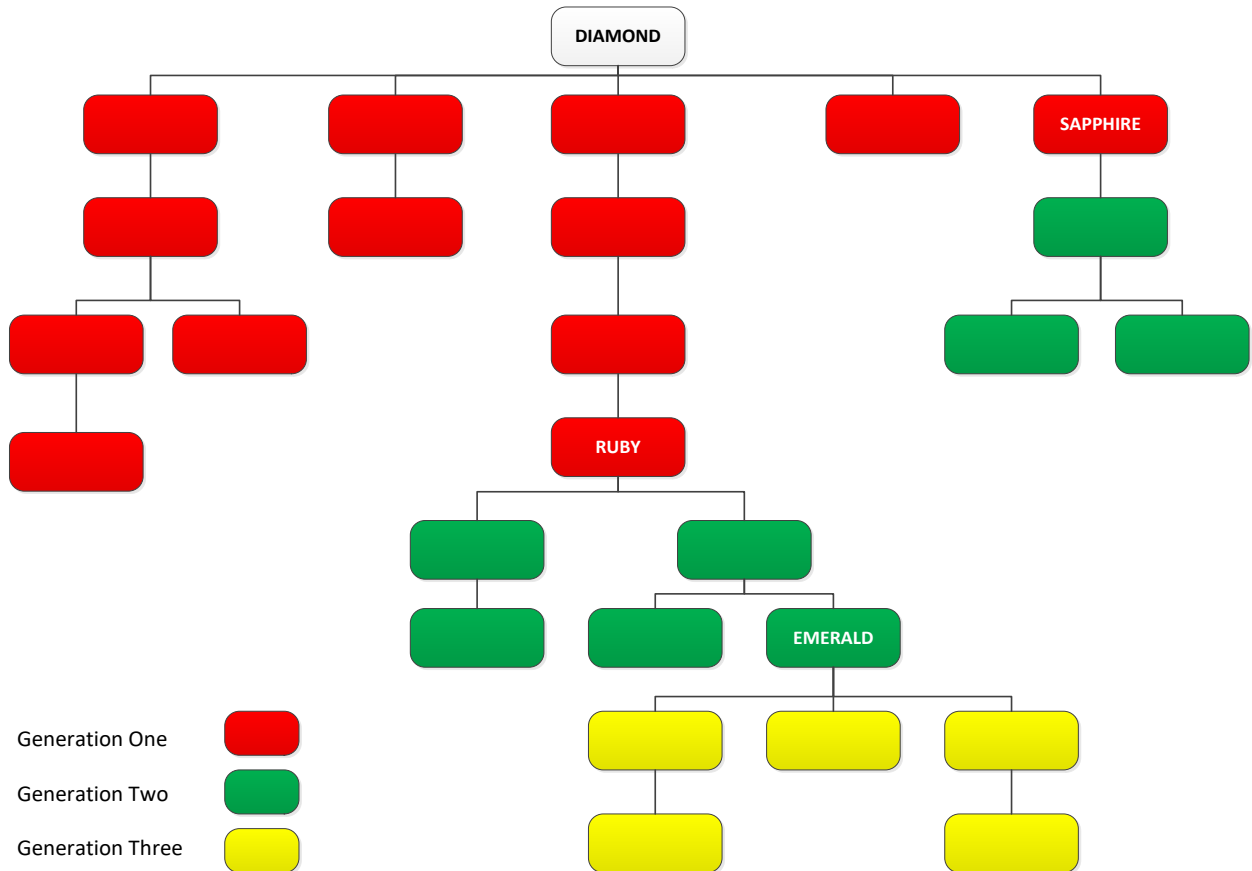 DIAMOND
SAPPHIRE
RUBY
EMERALD
Generation One
Generation Two
Generation Three